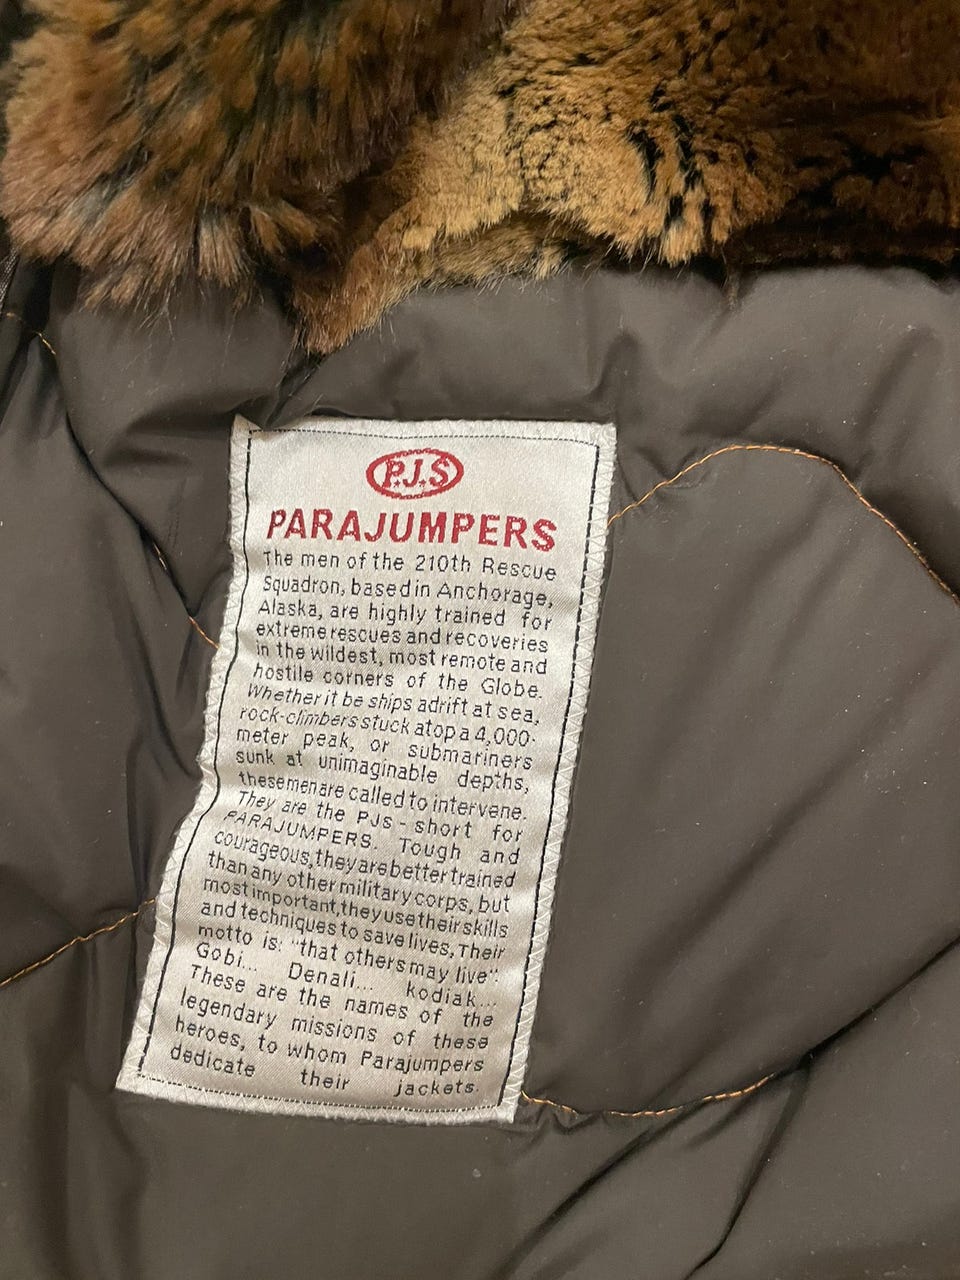 P.J.S
PARAJUMPERS
The men of the 210th Rescue
Squadron, based in Anchorage,
Alaska, are highly trained for
extreme rescues and recoveries
in the wildest, most remote and
hostile corners of the Globe.
Whether it be ships adrift at sea,
rock-climbers stuck atop a 4,000-
meter peak, or submariners
sunk at unimaginable depths,
these men are called to intervene.
They are the PJs - short for
PARAJUMPERS. Tough and
courageous, they are better trained
than any other military corps, but
most important, they use their skills
and techniques to save lives, Their
motto is: "that others may live":
Gobi... Denali... kodiak...
These are the names of the
legendary missions of these
heroes, to whom Parajumpers
dedicate their jackets.